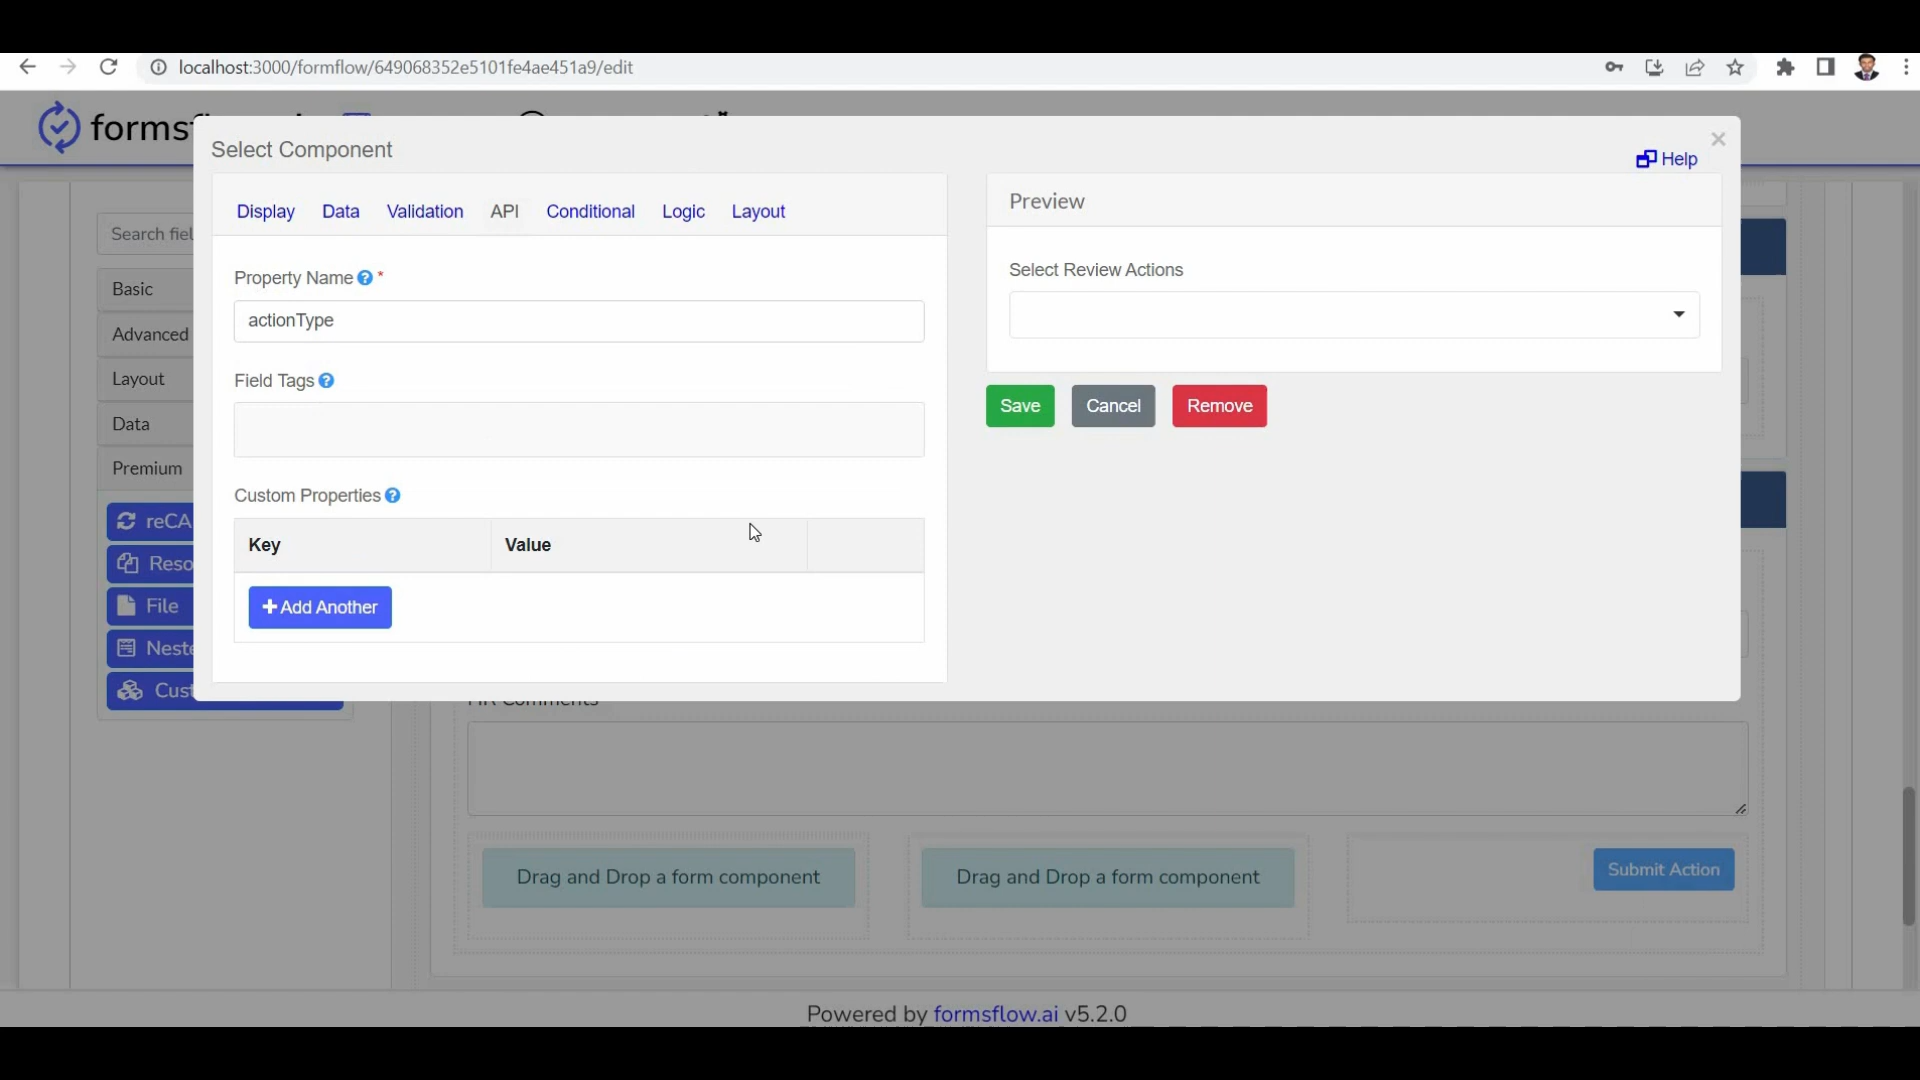 localhost:3000/formflow/649068352e5101fe4ae451a9/edit
forms
Select Component
Help
Display Data Validation API Conditional Logic Layout
Preview
Search fiel
Basic
Advanced
Layout
Data
Premium
reCA
Reso
File
Neste
Cust
Property Name *
actionType
Field Tags
Custom Properties
Key Value
Add Another
Select Review Actions
Save Cancel Remove
HR Comments
Drag and Drop a form component
Drag and Drop a form component
Submit Action
Powered by formsflow.ai v5.2.0